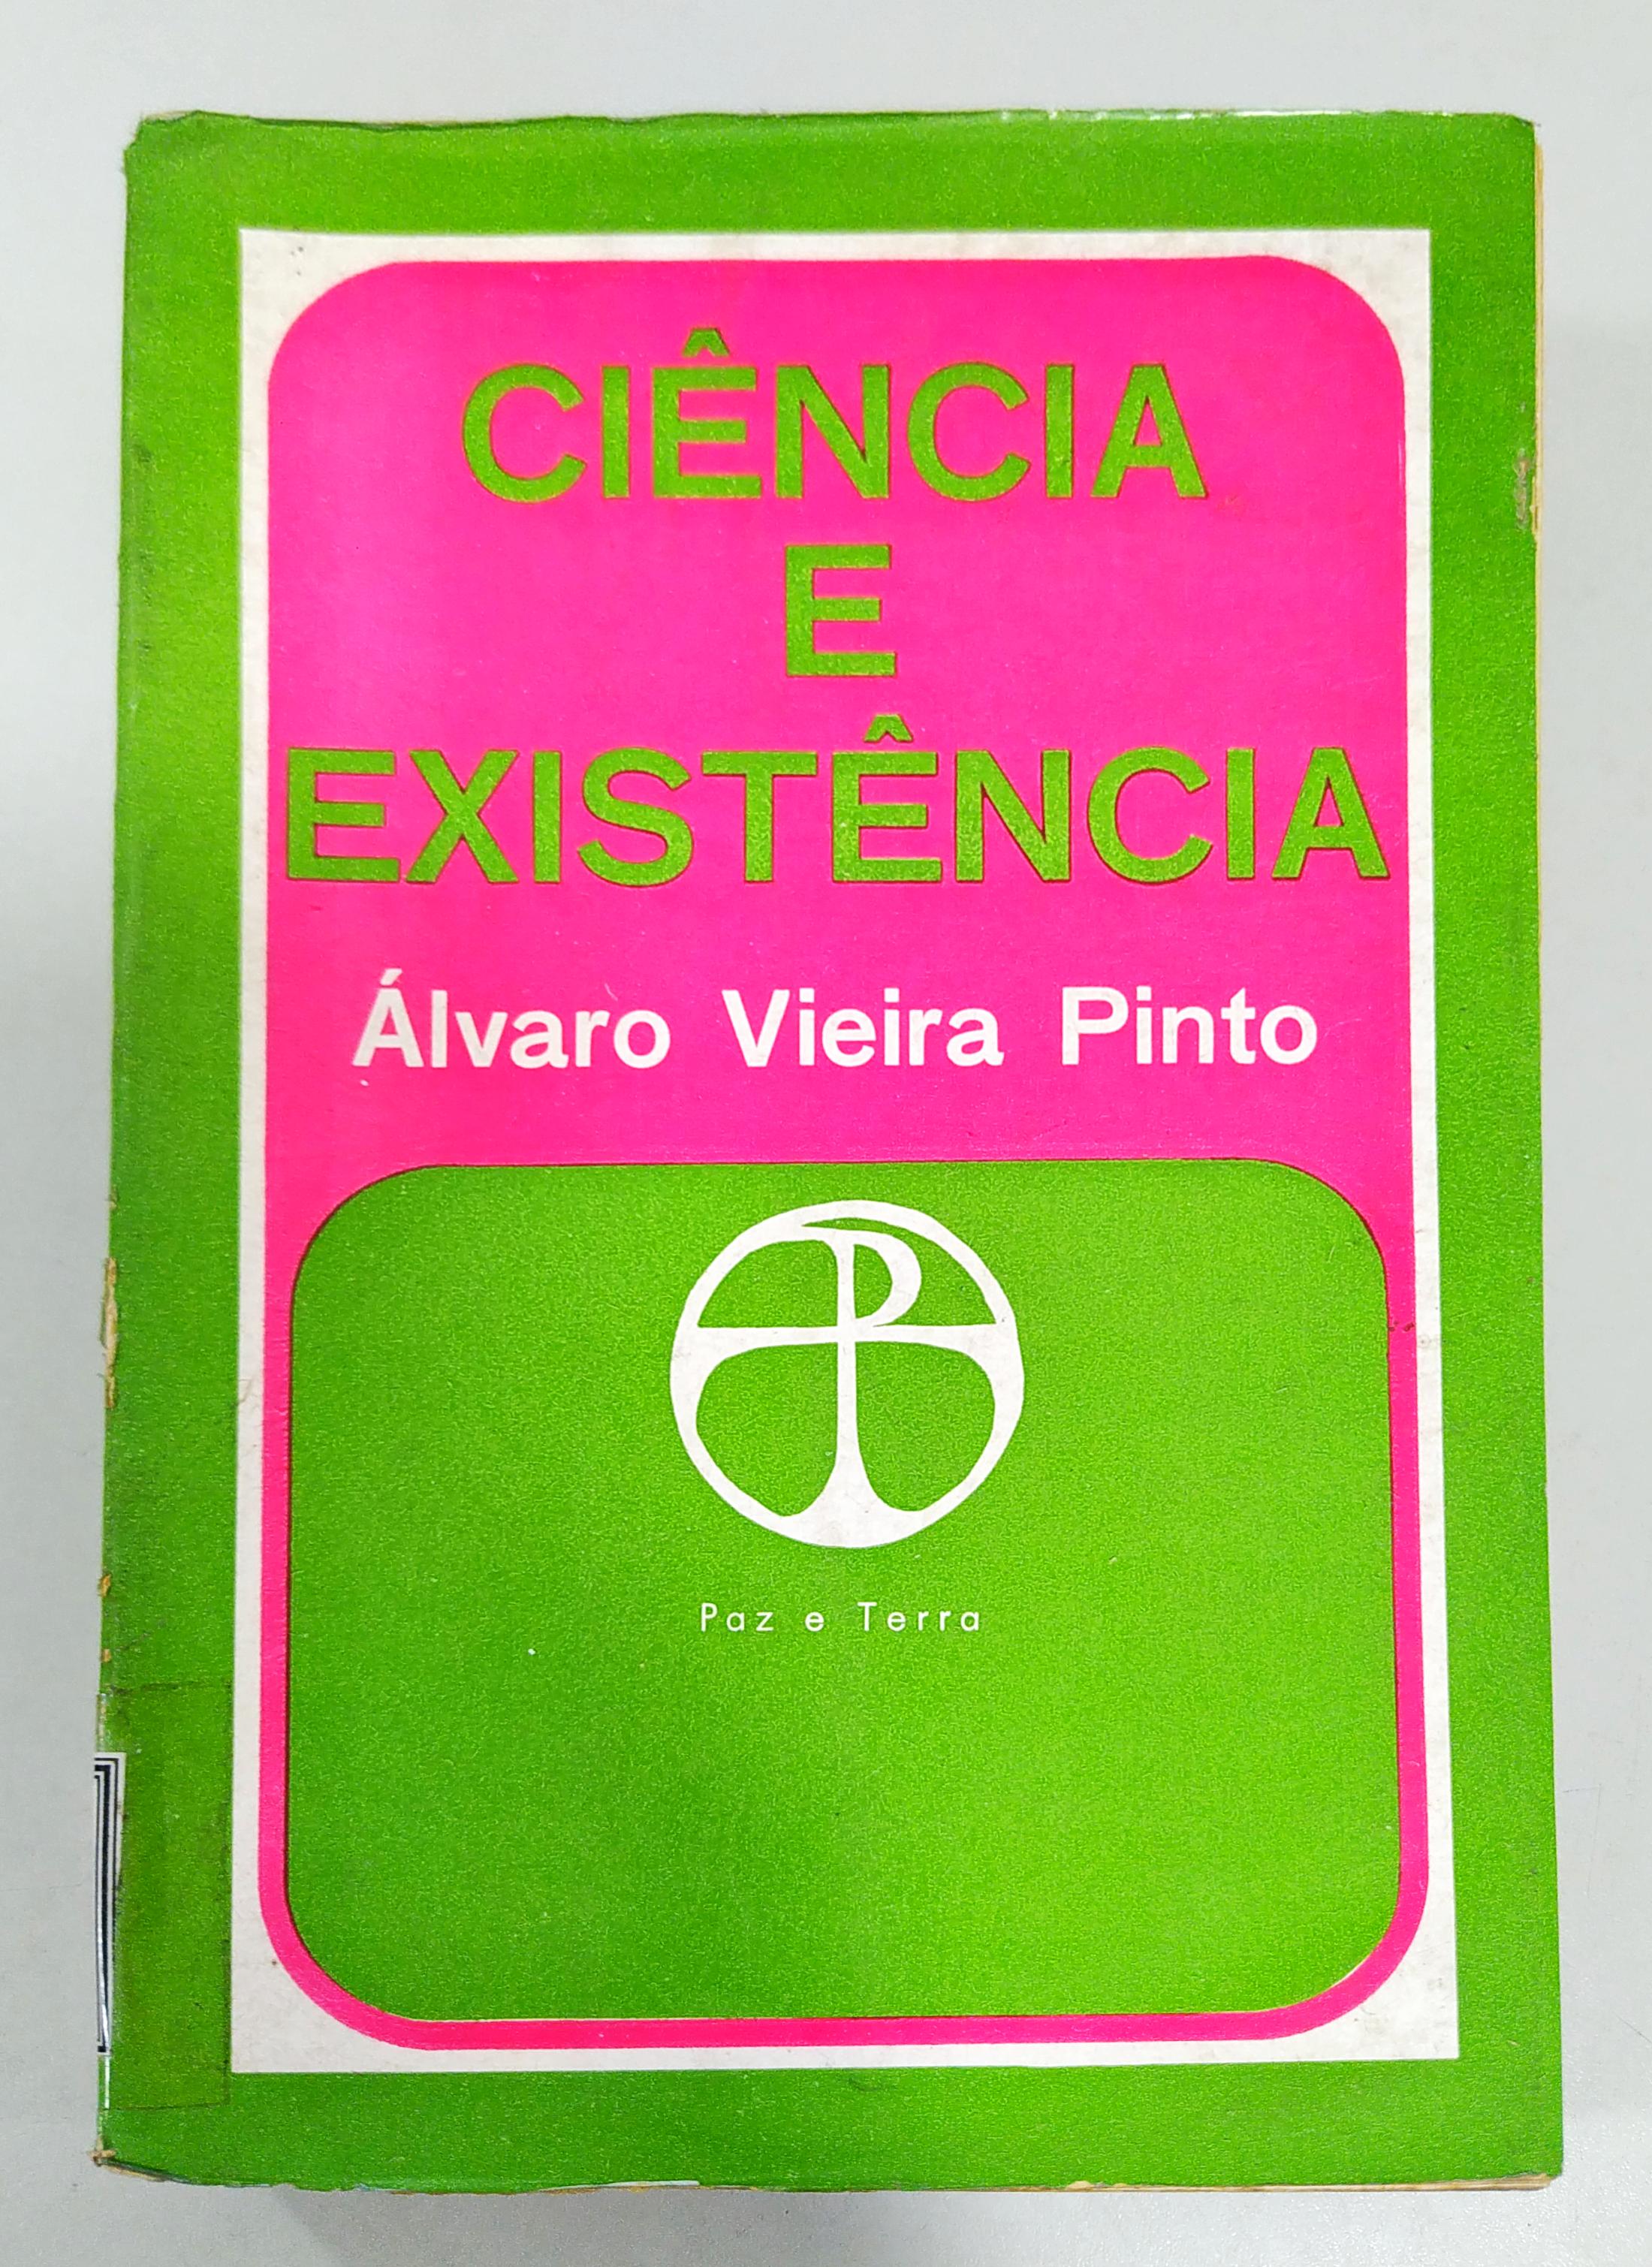 CIÊNCIA
E
EXISTÊNCIA
Álvaro Vieira Pinto
Paz e Terra